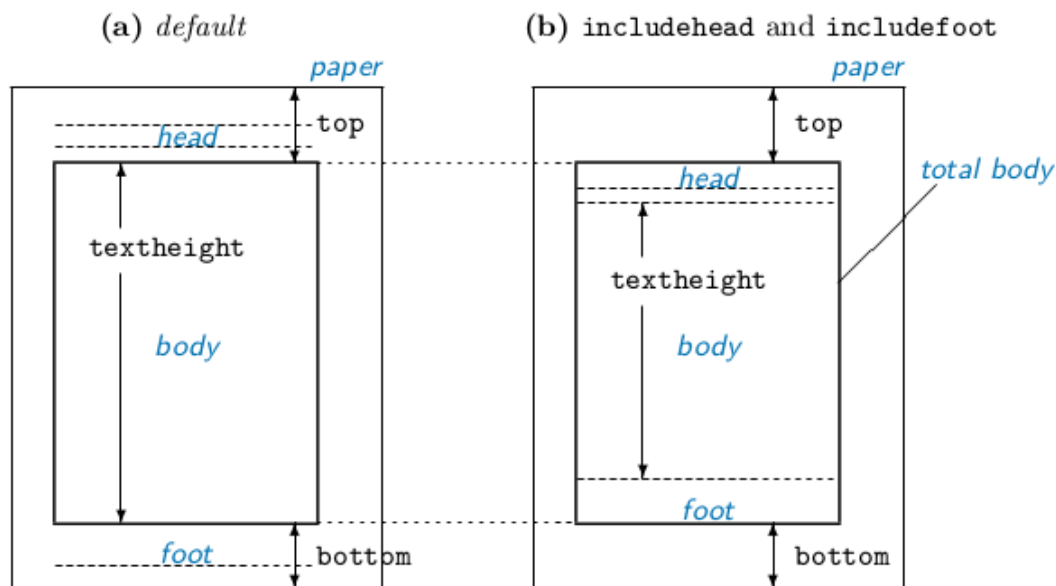 (a) default
(b) includehead and includefoot
paper
paper
head
top
top
head
total body
textheight
textheight
body
body
foot
foot
bottom
bottom